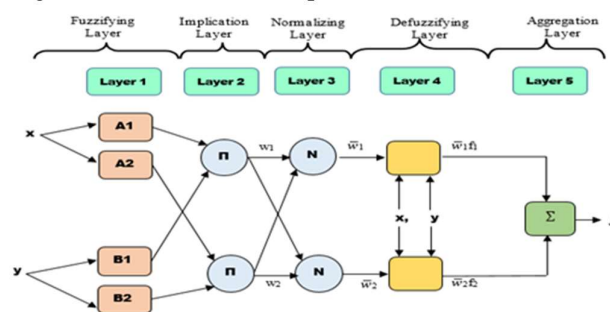 Fuzzifying Layer
Implication Layer
Normalizing Layer
Defuzzifying Layer
Aggregation Layer
Layer 1
Layer 2
Layer 3
Layer 4
Layer 5
x
A1
A2
Π
w1
N
w̅1
w̅1f1
x, y
Σ
y
B1
B2
Π
w2
N
w̅2
w̅2f2